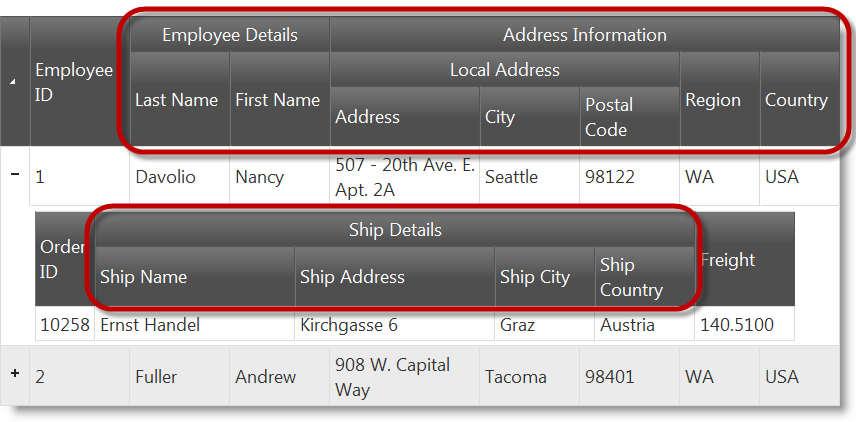 Employee Details Address Information
Employee ID Last Name First Name Local Address Region Country
Address City Postal Code
1 Davolio Nancy 507 - 20th Ave. E. Apt. 2A Seattle 98122 WA USA
Order ID Ship Details Freight
Ship Name Ship Address Ship City Ship Country
10258 Ernst Handel Kirchgasse 6 Graz Austria 140.5100
2 Fuller Andrew 908 W. Capital Way Tacoma 98401 WA USA